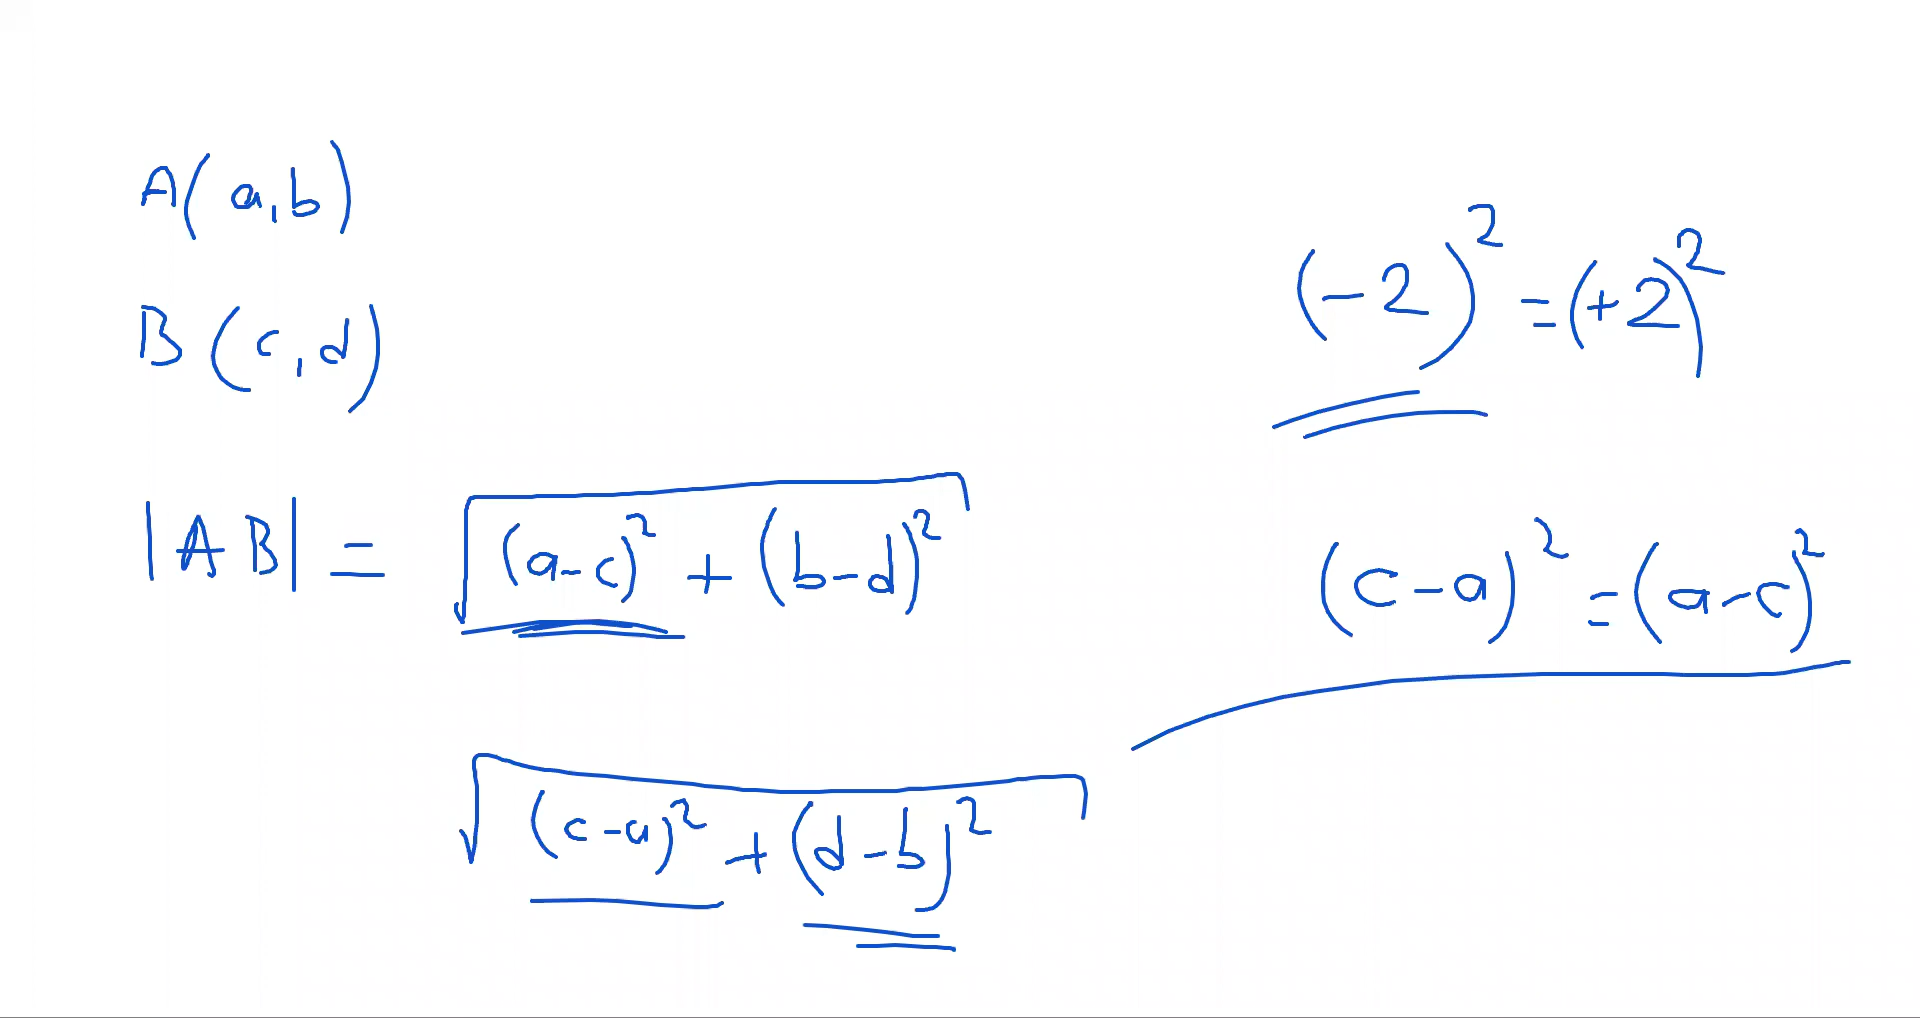 A(a,b)
B(c,d)
|AB| = √((a-c)² + (b-d)²)
√((c-a)² + (d-b)²)
(-2)² = (+2)²
(c-a)² = (a-c)²